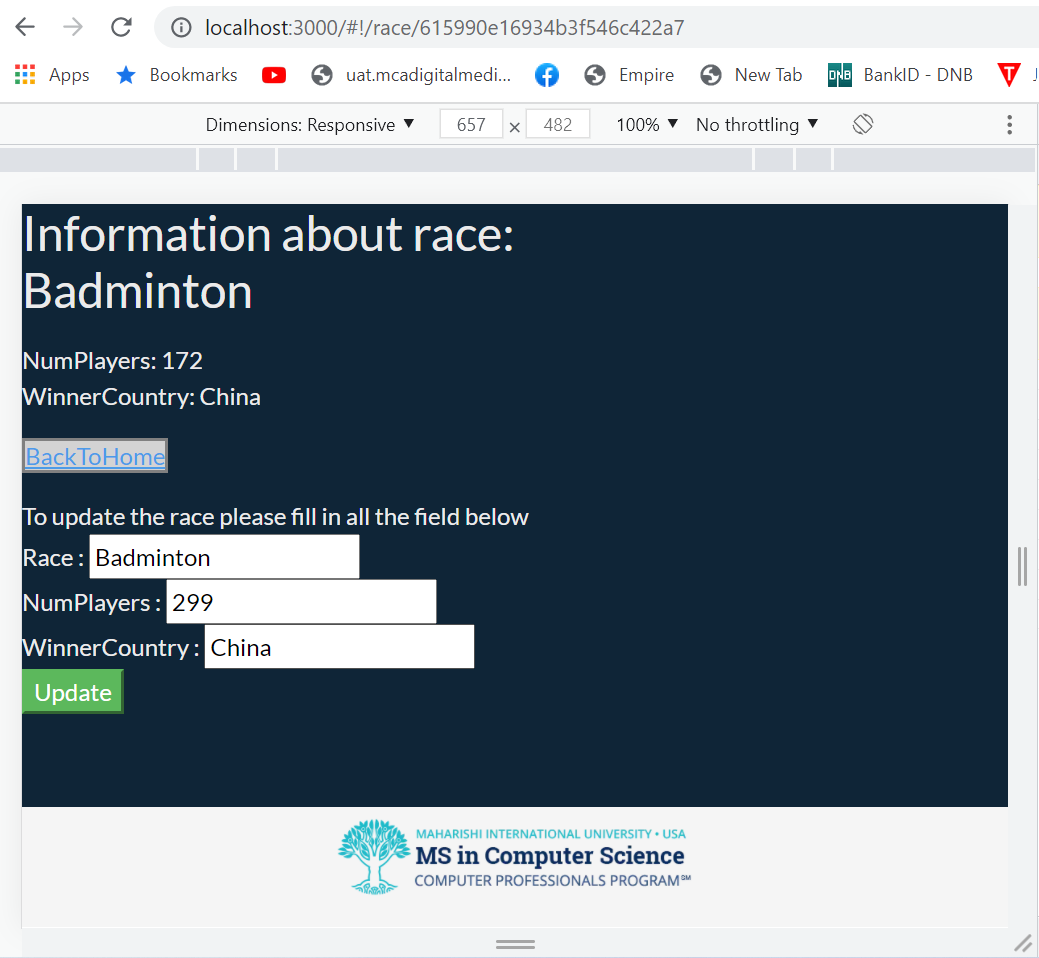 localhost:3000/#!/race/615990e16934b3f546c422a7
Apps Bookmarks uat.mcadigitalmedi... Empire New Tab DNB BankID - DNB T J
Dimensions: Responsive ▼ 657 × 482 100% ▼ No throttling ▼
Information about race:
Badminton
NumPlayers: 172
WinnerCountry: China
BackToHome
To update the race please fill in all the field below
Race : Badminton
NumPlayers : 299
WinnerCountry : China
Update
MAHARISHI INTERNATIONAL UNIVERSITY • USA
MS in Computer Science
COMPUTER PROFESSIONALS PROGRAM℠